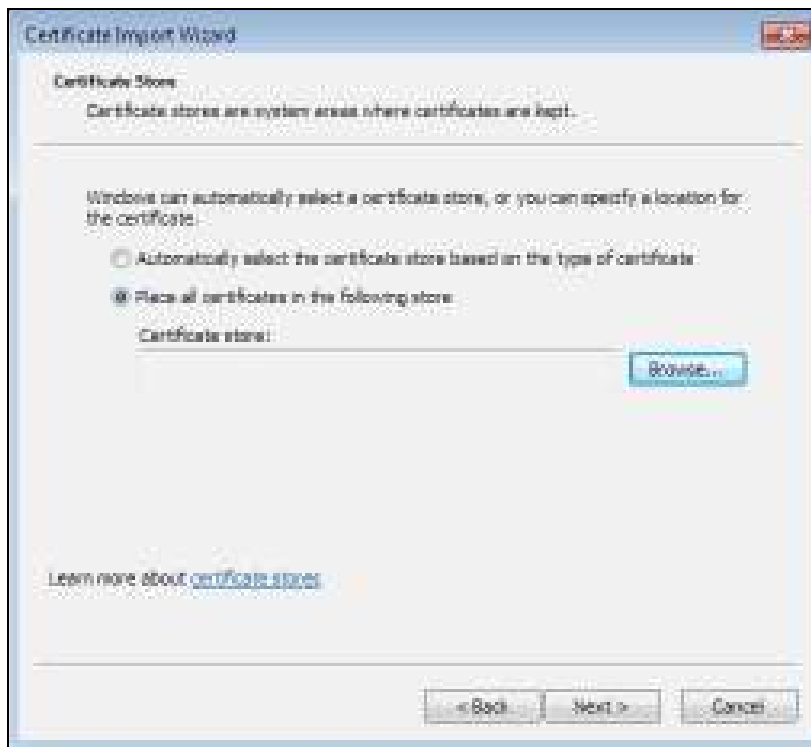 Certificate Import Wizard
Certificate Store
Certificate stores are system areas where certificates are kept.
Windows can automatically select a certificate store, or you can specify a location for
the certificate.
Automatically select the certificate store based on the type of certificate
Place all certificates in the following store
Certificate store:
Browse...
Learn more about certificate stores
< Back
Next >
Cancel